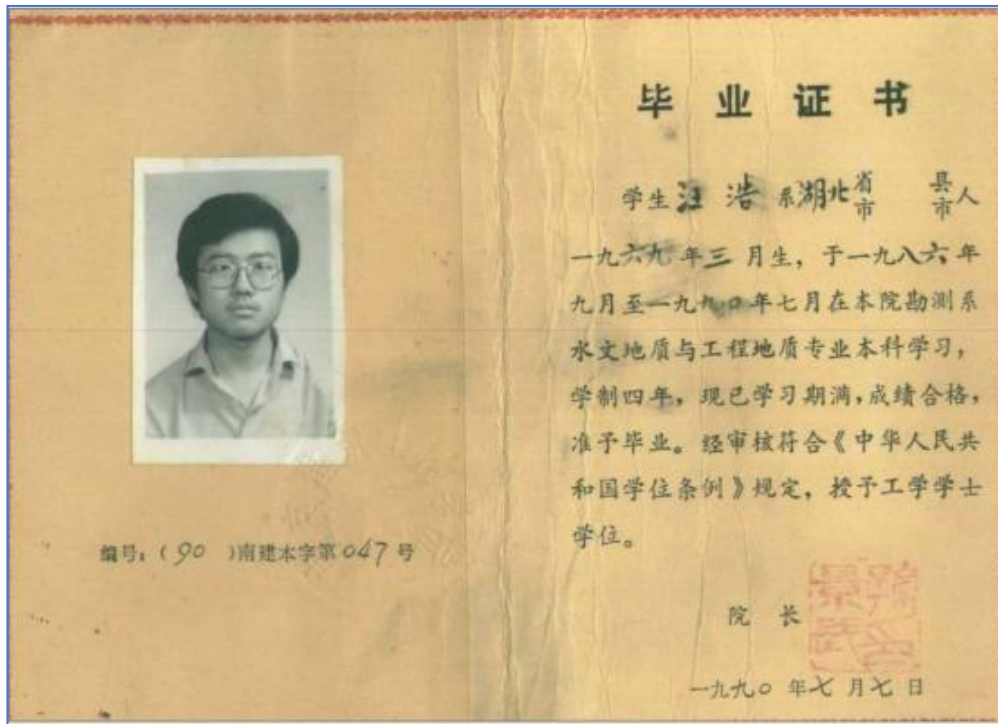 编号：（90 ）南建本字第047号
毕业证书
学生汪浩系湖北省市 县市人
一九六九年三月生，于一九八六年
九月至一九九〇年七月在本院勘测系
水文地质与工程地质专业本科学习，
学制四年，现已学习期满，成绩合格，
准予毕业。经审核符合《中华人民共
和国学位条例》规定，授予工学学士
学位。
院长
一九九〇年七月七日